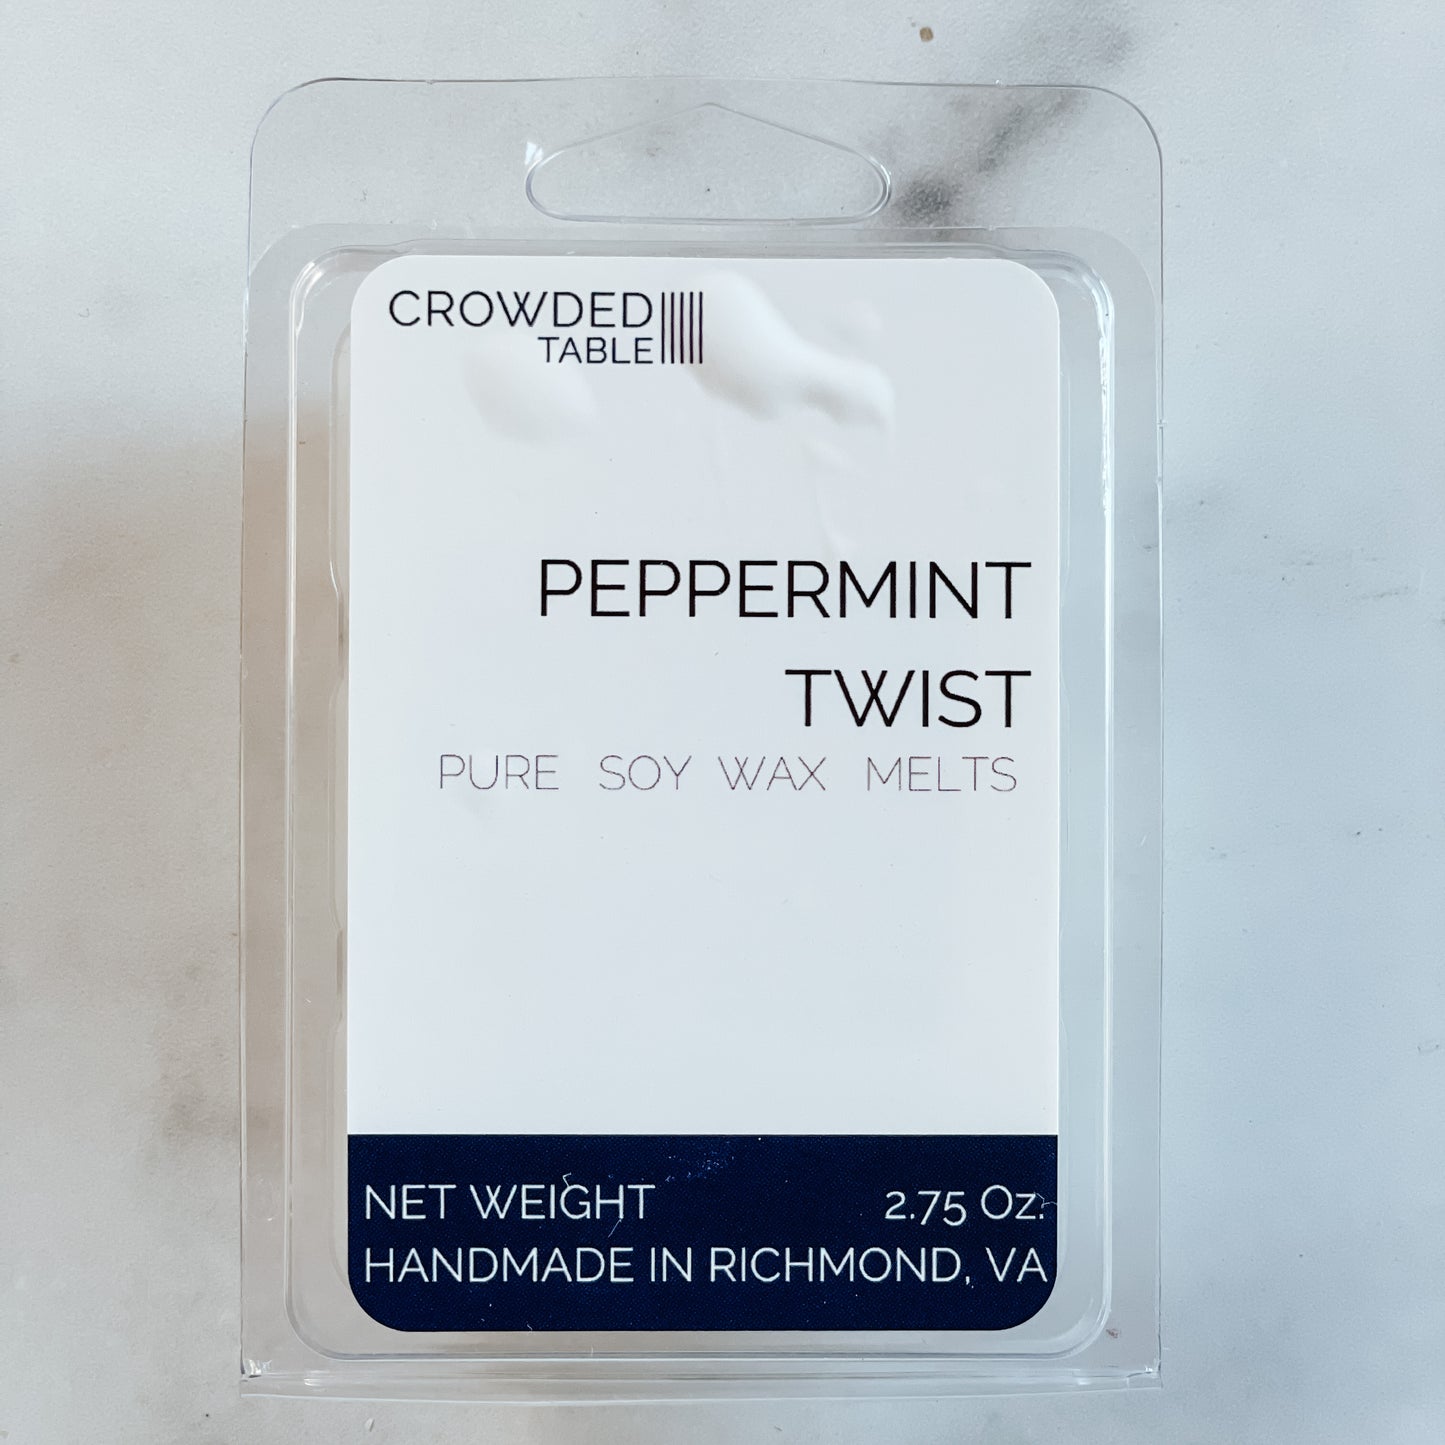 CROWDED
TABLE
PEPPERMINT
TWIST
PURE SOY WAX MELTS
NET WEIGHT 2.75 Oz.
HANDMADE IN RICHMOND, VA